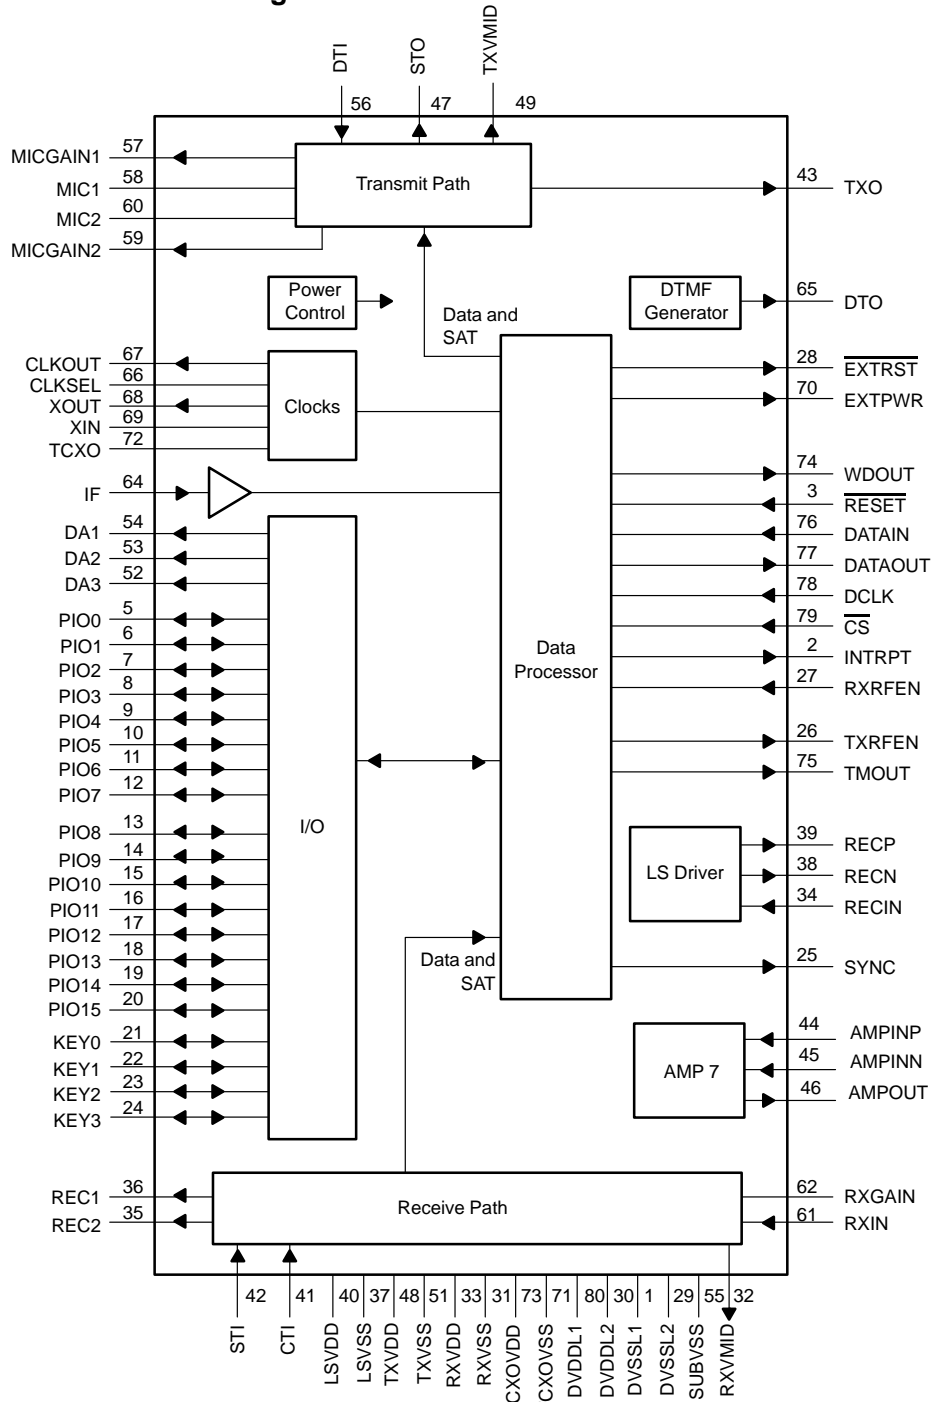 DTI
STO
TXVMID
56
47
49
MICGAIN1
57
MIC1
58
MIC2
60
MICGAIN2
59
Transmit Path
43
TXO
Power
Control
Data and
SAT
DTMF
Generator
65
DTO
CLKOUT
67
CLKSEL
66
XOUT
68
XIN
69
TCXO
72
Clocks
28
EXTRST
70
EXTPWR
IF
64
74
WDOUT
3
RESET
76
DATAIN
77
DATAOUT
78
DCLK
79
CS
2
INTRPT
27
RXRFEN
26
TXRFEN
75
TMOUT
DA1
54
DA2
53
DA3
52
PIO0
5
PIO1
6
PIO2
7
PIO3
8
PIO4
9
PIO5
10
PIO6
11
PIO7
12
PIO8
13
PIO9
14
PIO10
15
PIO11
16
PIO12
17
PIO13
18
PIO14
19
PIO15
20
KEY0
21
KEY1
22
KEY2
23
KEY3
24
I/O
Data
Processor
LS Driver
39
RECP
38
RECN
34
RECIN
Data and
SAT
25
SYNC
AMP 7
44
AMPINP
45
AMPINN
46
AMPOUT
REC1
36
REC2
35
Receive Path
62
RXGAIN
61
RXIN
42
41
40
37
48
51
33
31
73
71
80
30
1
29
55
32
STI
CTI
LSVDD
LSVSS
TXVDD
TXVSS
RXVDD
RXVSS
CXOVDD
CXOVSS
DVDDL1
DVDDL2
DVSSL1
DVSSL2
SUBVSS
RXVMID